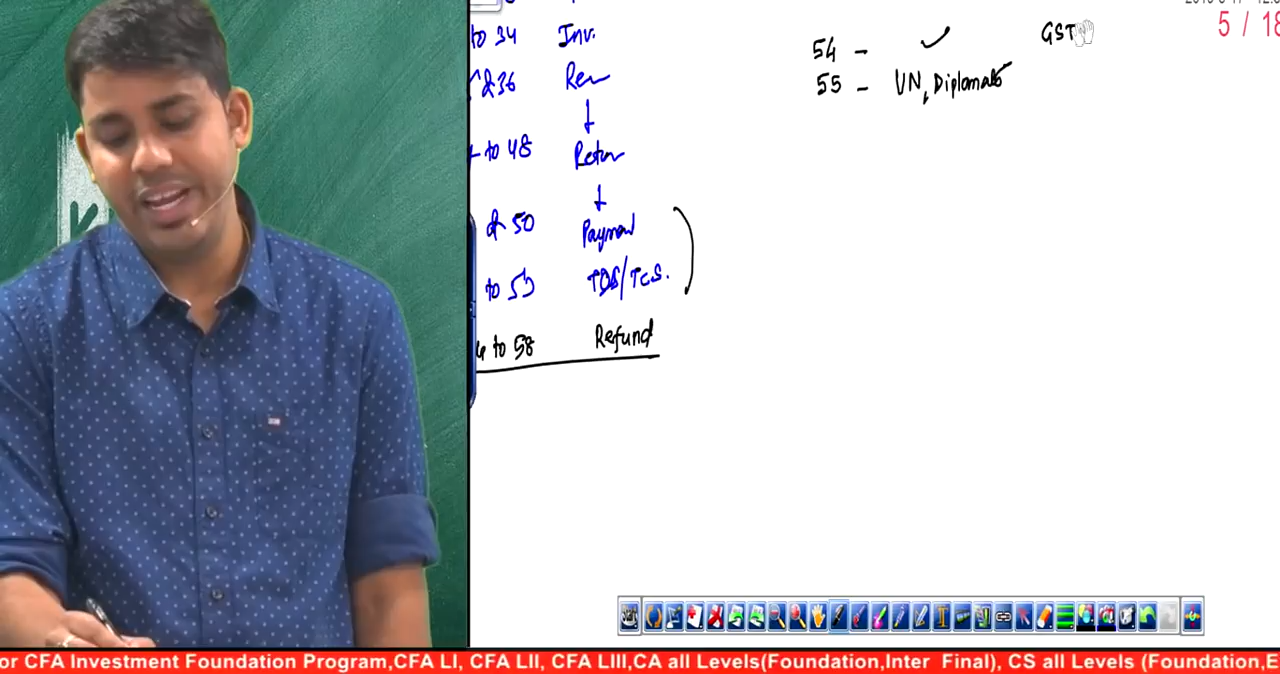 to 34 Inv.
& 36 Ren
to 48 Return
& 50 Payment
to 53 TDS/TCS.
to 58 Refund
54 - ✓ GST
55 - UN, Diplomats
5 / 18
or CFA Investment Foundation Program,CFA LI, CFA LII, CFA LIII,CA all Levels(Foundation,Inter Final), CS all Levels (Foundation,E